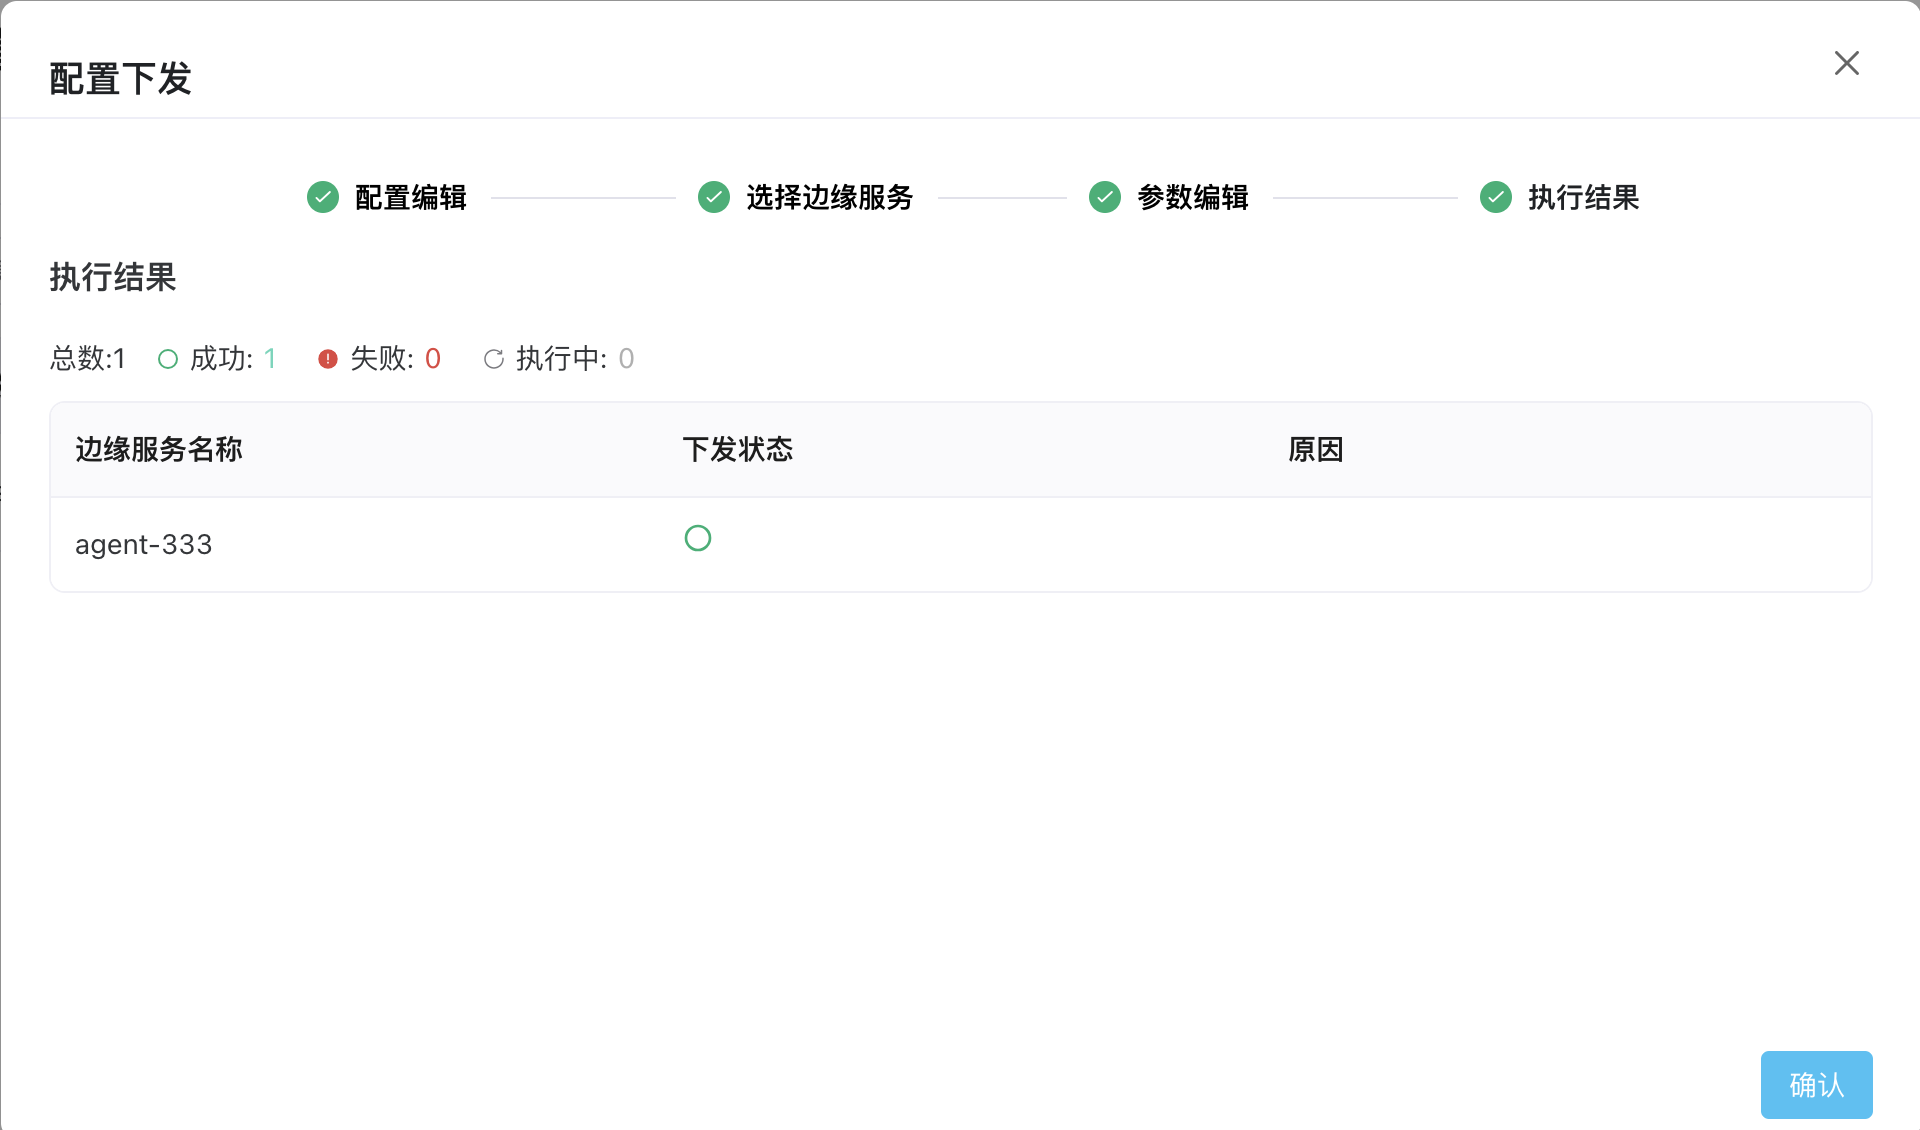 配置下发
配置编辑 选择边缘服务 参数编辑 执行结果
执行结果
总数:1 成功: 1 失败: 0 执行中: 0
边缘服务名称 下发状态 原因
agent-333
确认